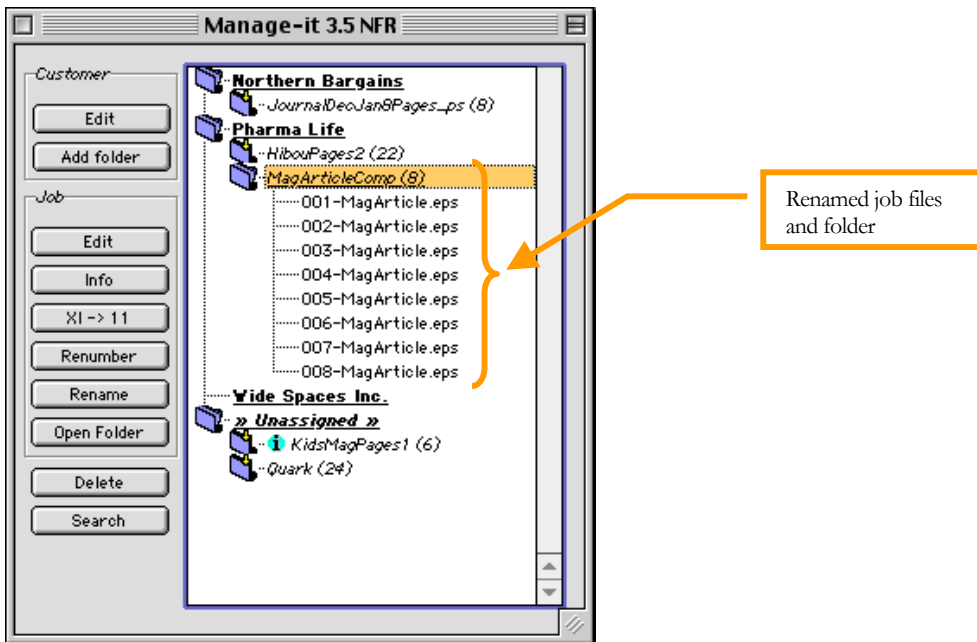 Manage-it 3.5 NFR
Customer
Edit
Add folder
Job
Edit
Info
XI -> 11
Renumber
Rename
Open Folder
Delete
Search
Northern Bargains
JournalDecJan8Pages_ps (8)
Pharma Life
HibouPages2 (22)
MagArticleComp (8)
001-MagArticle.eps
002-MagArticle.eps
003-MagArticle.eps
004-MagArticle.eps
005-MagArticle.eps
006-MagArticle.eps
007-MagArticle.eps
008-MagArticle.eps
Wide Spaces Inc.
» Unassigned »
i KidsMagPages1 (6)
Quark (24)
Renamed job files
and folder